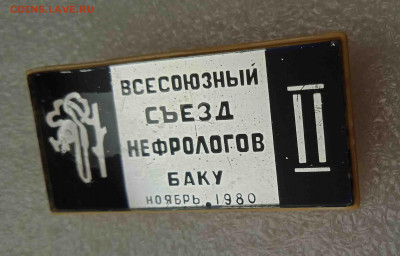 COINS.LAVE.RU
ВСЕСОЮЗНЫЙ
СЪЕЗД
НЕФРОЛОГОВ
БАКУ
НОЯБРЬ 1980
II